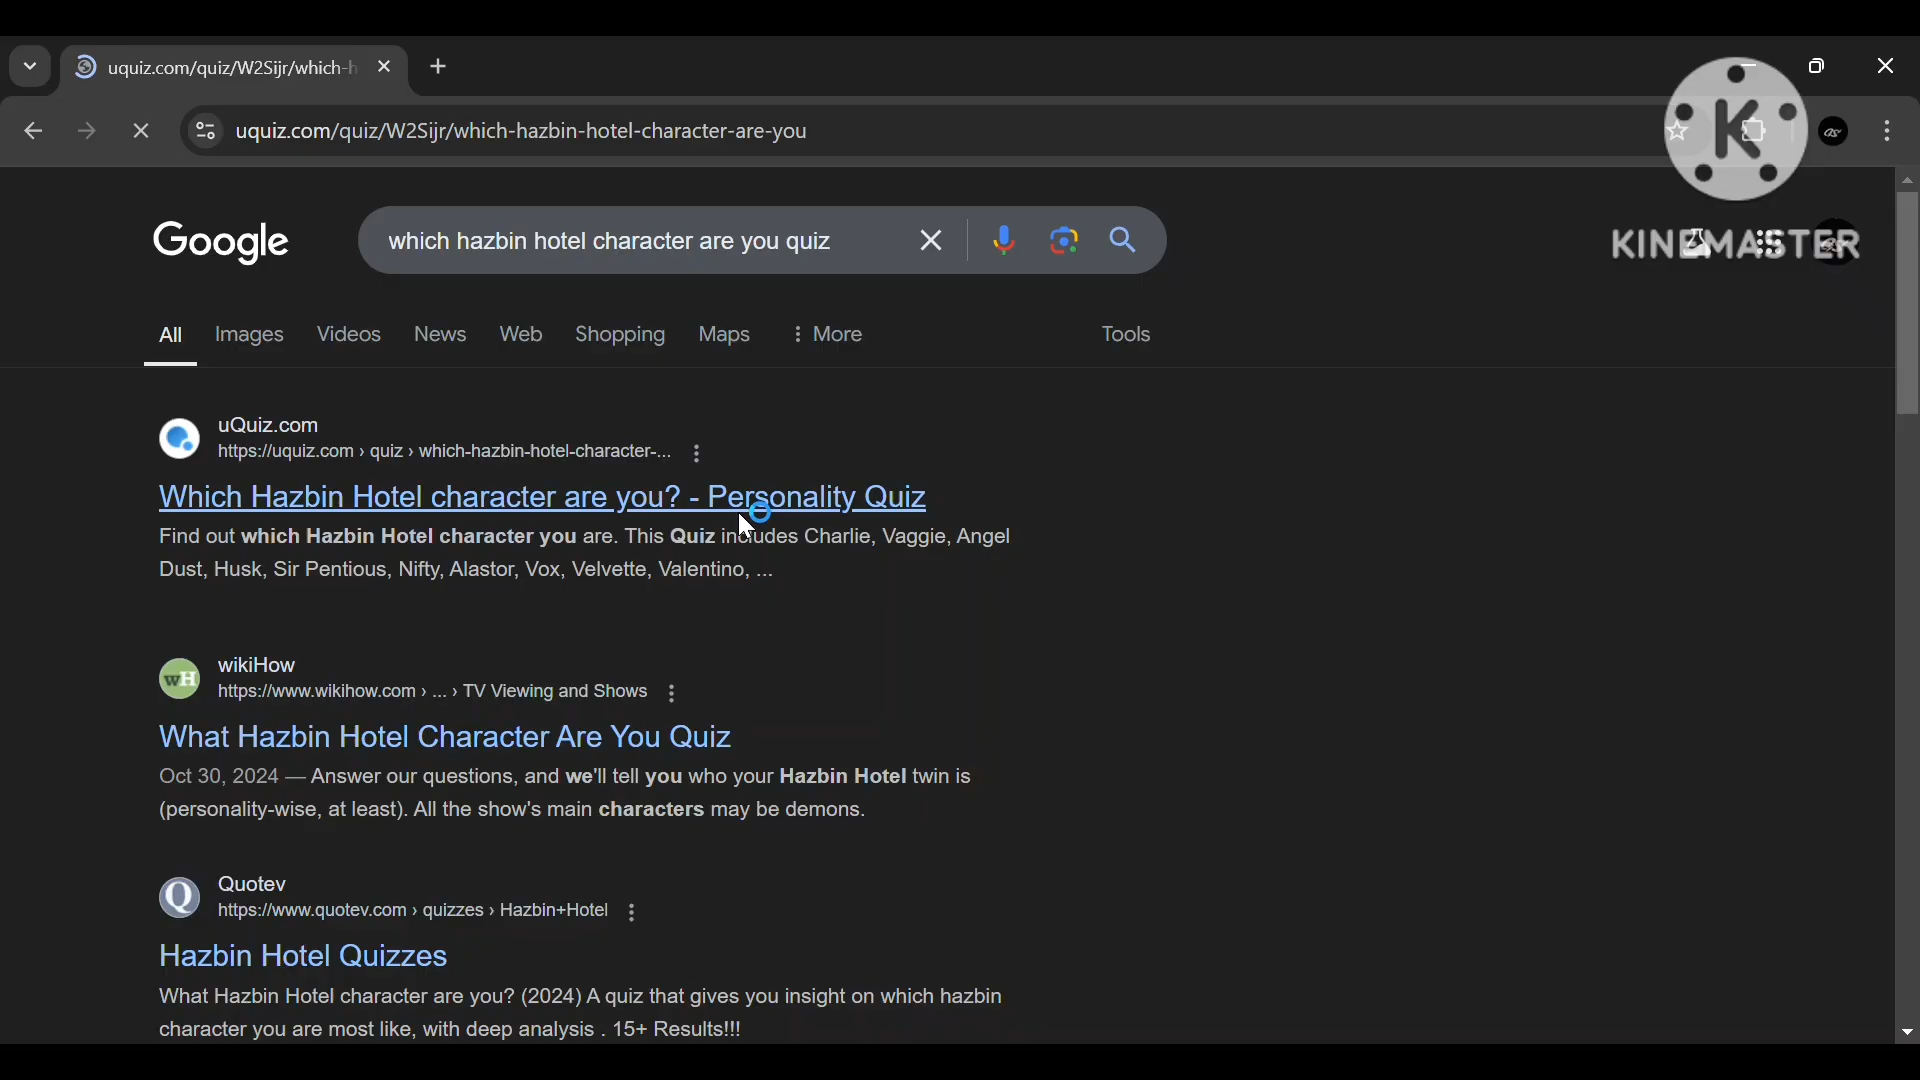 uquiz.com/quiz/W2Sijr/which-h
uquiz.com/quiz/W2Sijr/which-hazbin-hotel-character-are-you
K
KINEMASTER
Google
which hazbin hotel character are you quiz
All Images Videos News Web Shopping Maps More Tools
uQuiz.com
https://uquiz.com › quiz › which-hazbin-hotel-character-...
Which Hazbin Hotel character are you? - Personality Quiz
Find out which Hazbin Hotel character you are. This Quiz includes Charlie, Vaggie, Angel
Dust, Husk, Sir Pentious, Nifty, Alastor, Vox, Velvette, Valentino, ...
wH
wikiHow
https://www.wikihow.com › ... › TV Viewing and Shows
What Hazbin Hotel Character Are You Quiz
Oct 30, 2024 — Answer our questions, and we'll tell you who your Hazbin Hotel twin is
(personality-wise, at least). All the show's main characters may be demons.
Q
Quotev
https://www.quotev.com › quizzes › Hazbin+Hotel
Hazbin Hotel Quizzes
What Hazbin Hotel character are you? (2024) A quiz that gives you insight on which hazbin
character you are most like, with deep analysis . 15+ Results!!!